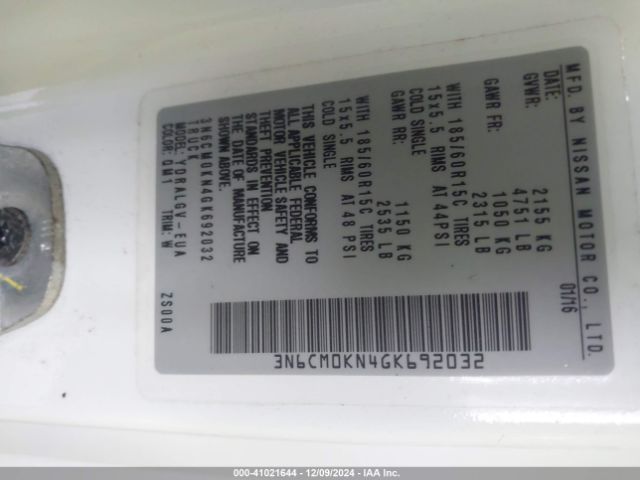 MFD. BY NISSAN MOTOR CO., LTD.
DATE: 01/16
GVWR: 2155 KG
4751 LB
GAWR FR: 1050 KG
2315 LB
WITH 185/60R15C TIRES
15x5.5 RIMS AT 44PSI
COLD SINGLE
GAWR RR: 1150 KG
2535 LB
WITH 185/60R15C TIRES
15x5.5 RIMS AT 48 PSI
COLD SINGLE
THIS VEHICLE CONFORMS TO
ALL APPLICABLE FEDERAL
MOTOR VEHICLE SAFETY AND
THEFT PREVENTION
STANDARDS IN EFFECT ON
THE DATE OF MANUFACTURE
SHOWN ABOVE.
3N6CM0KN4GK692032
TRUCK
MODEL: YDRALGV-EUA
COLOR: QM1 TRIM: W
ZS00A
3N6CM0KN4GK692032
000-41021644 - 12/09/2024 - IAA Inc.